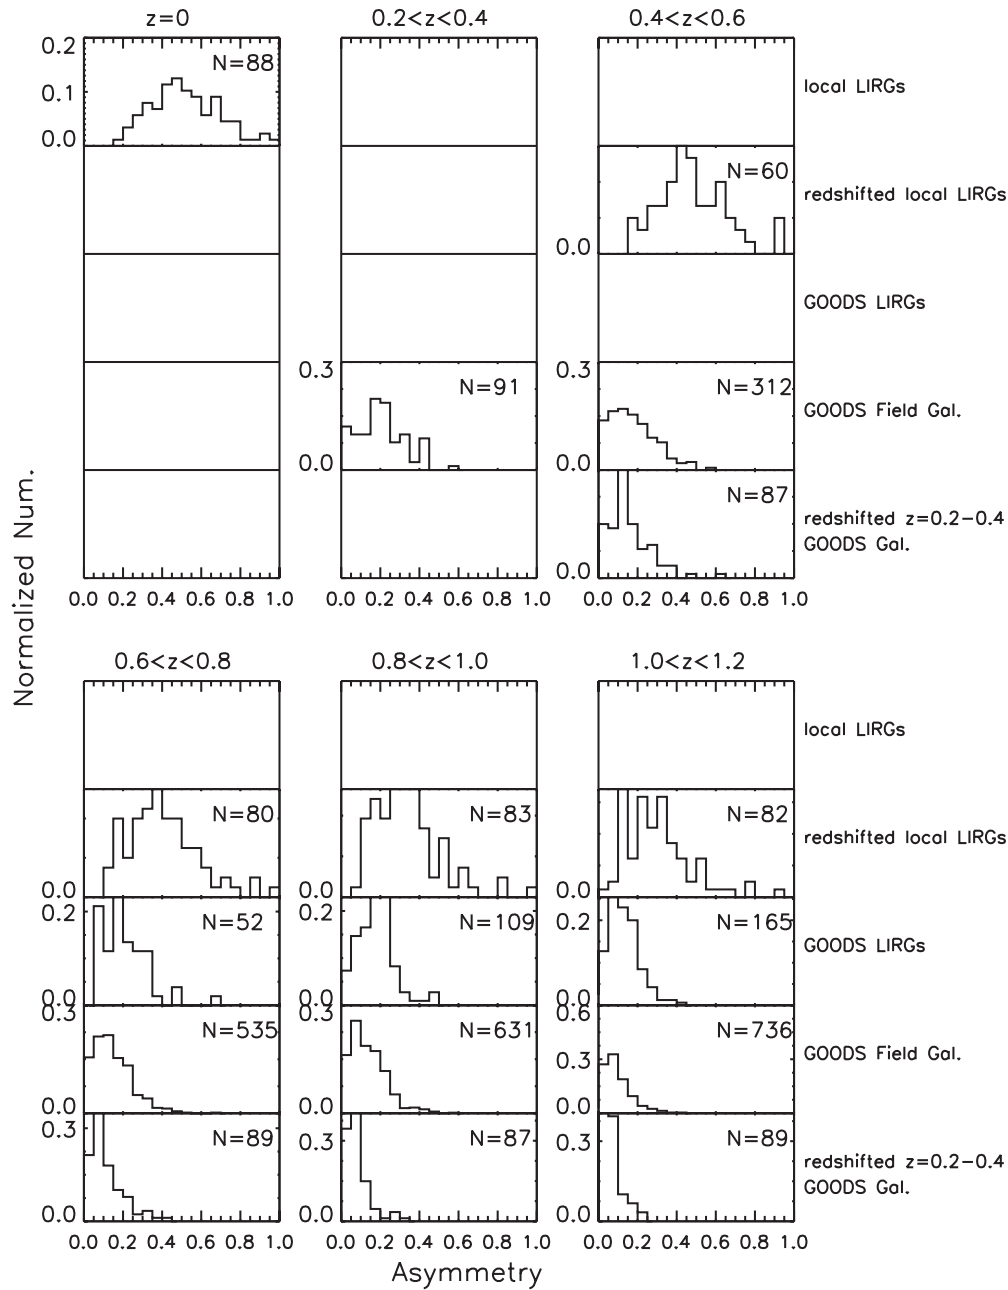 z=0 0.2<z<0.4 0.4<z<0.6
0.2
N=88
0.1
0.0
local LIRGs
N=60
0.0
redshifted local LIRGs
GOODS LIRGs
0.3 N=91 0.3 N=312
0.0 0.0
GOODS Field Gal.
N=87
0.0
redshifted z=0.2−0.4
GOODS Gal.
0.0 0.2 0.4 0.6 0.8 1.0 0.0 0.2 0.4 0.6 0.8 1.0 0.0 0.2 0.4 0.6 0.8 1.0
Normalized Num.
0.6<z<0.8 0.8<z<1.0 1.0<z<1.2
local LIRGs
N=80 N=83 N=82
0.0 0.0 0.0
redshifted local LIRGs
0.2 N=52 0.2 N=109 0.2 N=165
0.0 0.0 0.0
GOODS LIRGs
0.3 N=535 0.3 N=631 0.6 N=736
0.3
0.0 0.0 0.0
GOODS Field Gal.
0.3 N=89 0.3 N=87 0.3 N=89
0.0 0.0 0.0
redshifted z=0.2−0.4
GOODS Gal.
0.0 0.2 0.4 0.6 0.8 1.0 0.0 0.2 0.4 0.6 0.8 1.0 0.0 0.2 0.4 0.6 0.8 1.0
Asymmetry